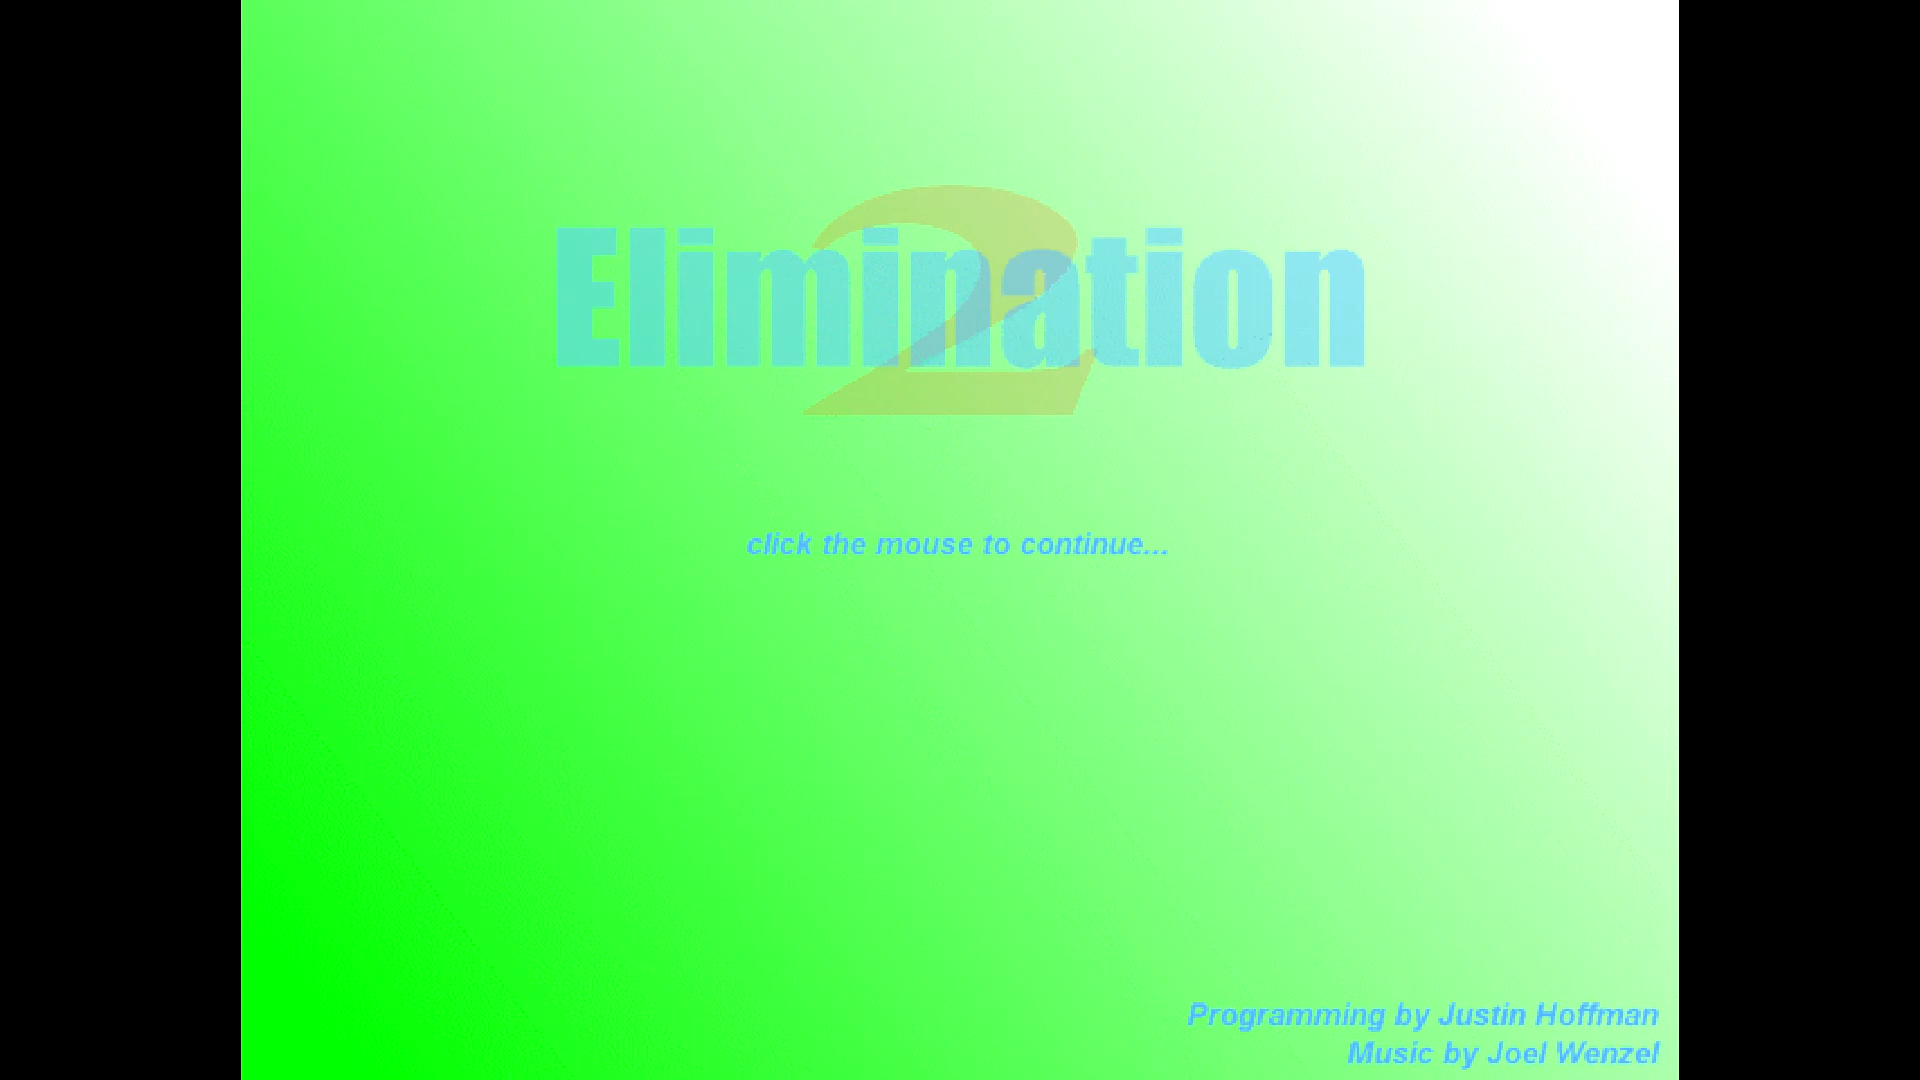 Elimination
2
click the mouse to continue...
Programming by Justin Hoffman
Music by Joel Wenzel